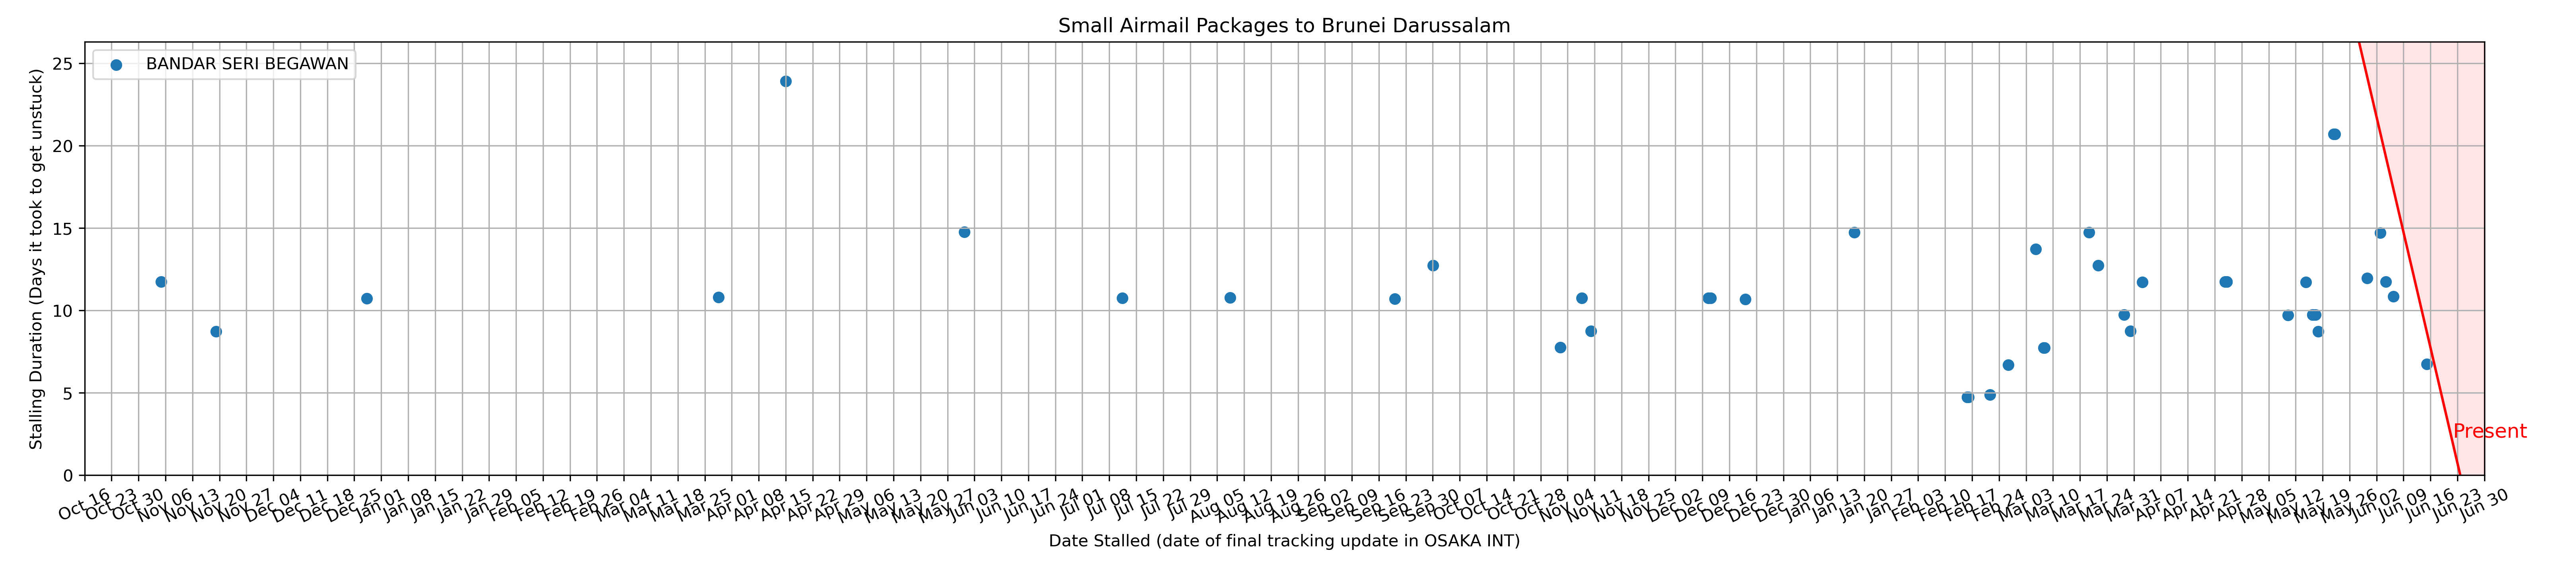 Small Airmail Packages to Brunei Darussalam
BANDAR SERI BEGAWAN
Stalling Duration (Days it took to get unstuck)
25
20
15
10
5
0
Present
Oct 16
Oct 23
Oct 30
Nov 06
Nov 13
Nov 20
Nov 27
Dec 04
Dec 11
Dec 18
Dec 25
Jan 01
Jan 08
Jan 15
Jan 22
Jan 29
Feb 05
Feb 12
Feb 19
Feb 26
Mar 04
Mar 11
Mar 18
Mar 25
Apr 01
Apr 08
Apr 15
Apr 22
Apr 29
May 06
May 13
May 20
May 27
Jun 03
Jun 10
Jun 17
Jun 24
Jul 01
Jul 08
Jul 15
Jul 22
Jul 29
Aug 05
Aug 12
Aug 19
Aug 26
Sep 02
Sep 09
Sep 16
Sep 23
Sep 30
Oct 07
Oct 14
Oct 21
Oct 28
Nov 04
Nov 11
Nov 18
Nov 25
Dec 02
Dec 09
Dec 16
Dec 23
Dec 30
Jan 06
Jan 13
Jan 20
Jan 27
Feb 03
Feb 10
Feb 17
Feb 24
Mar 03
Mar 10
Mar 17
Mar 24
Mar 31
Apr 07
Apr 14
Apr 21
Apr 28
May 05
May 12
May 19
May 26
Jun 02
Jun 09
Jun 16
Jun 23
Jun 30
Date Stalled (date of final tracking update in OSAKA INT)